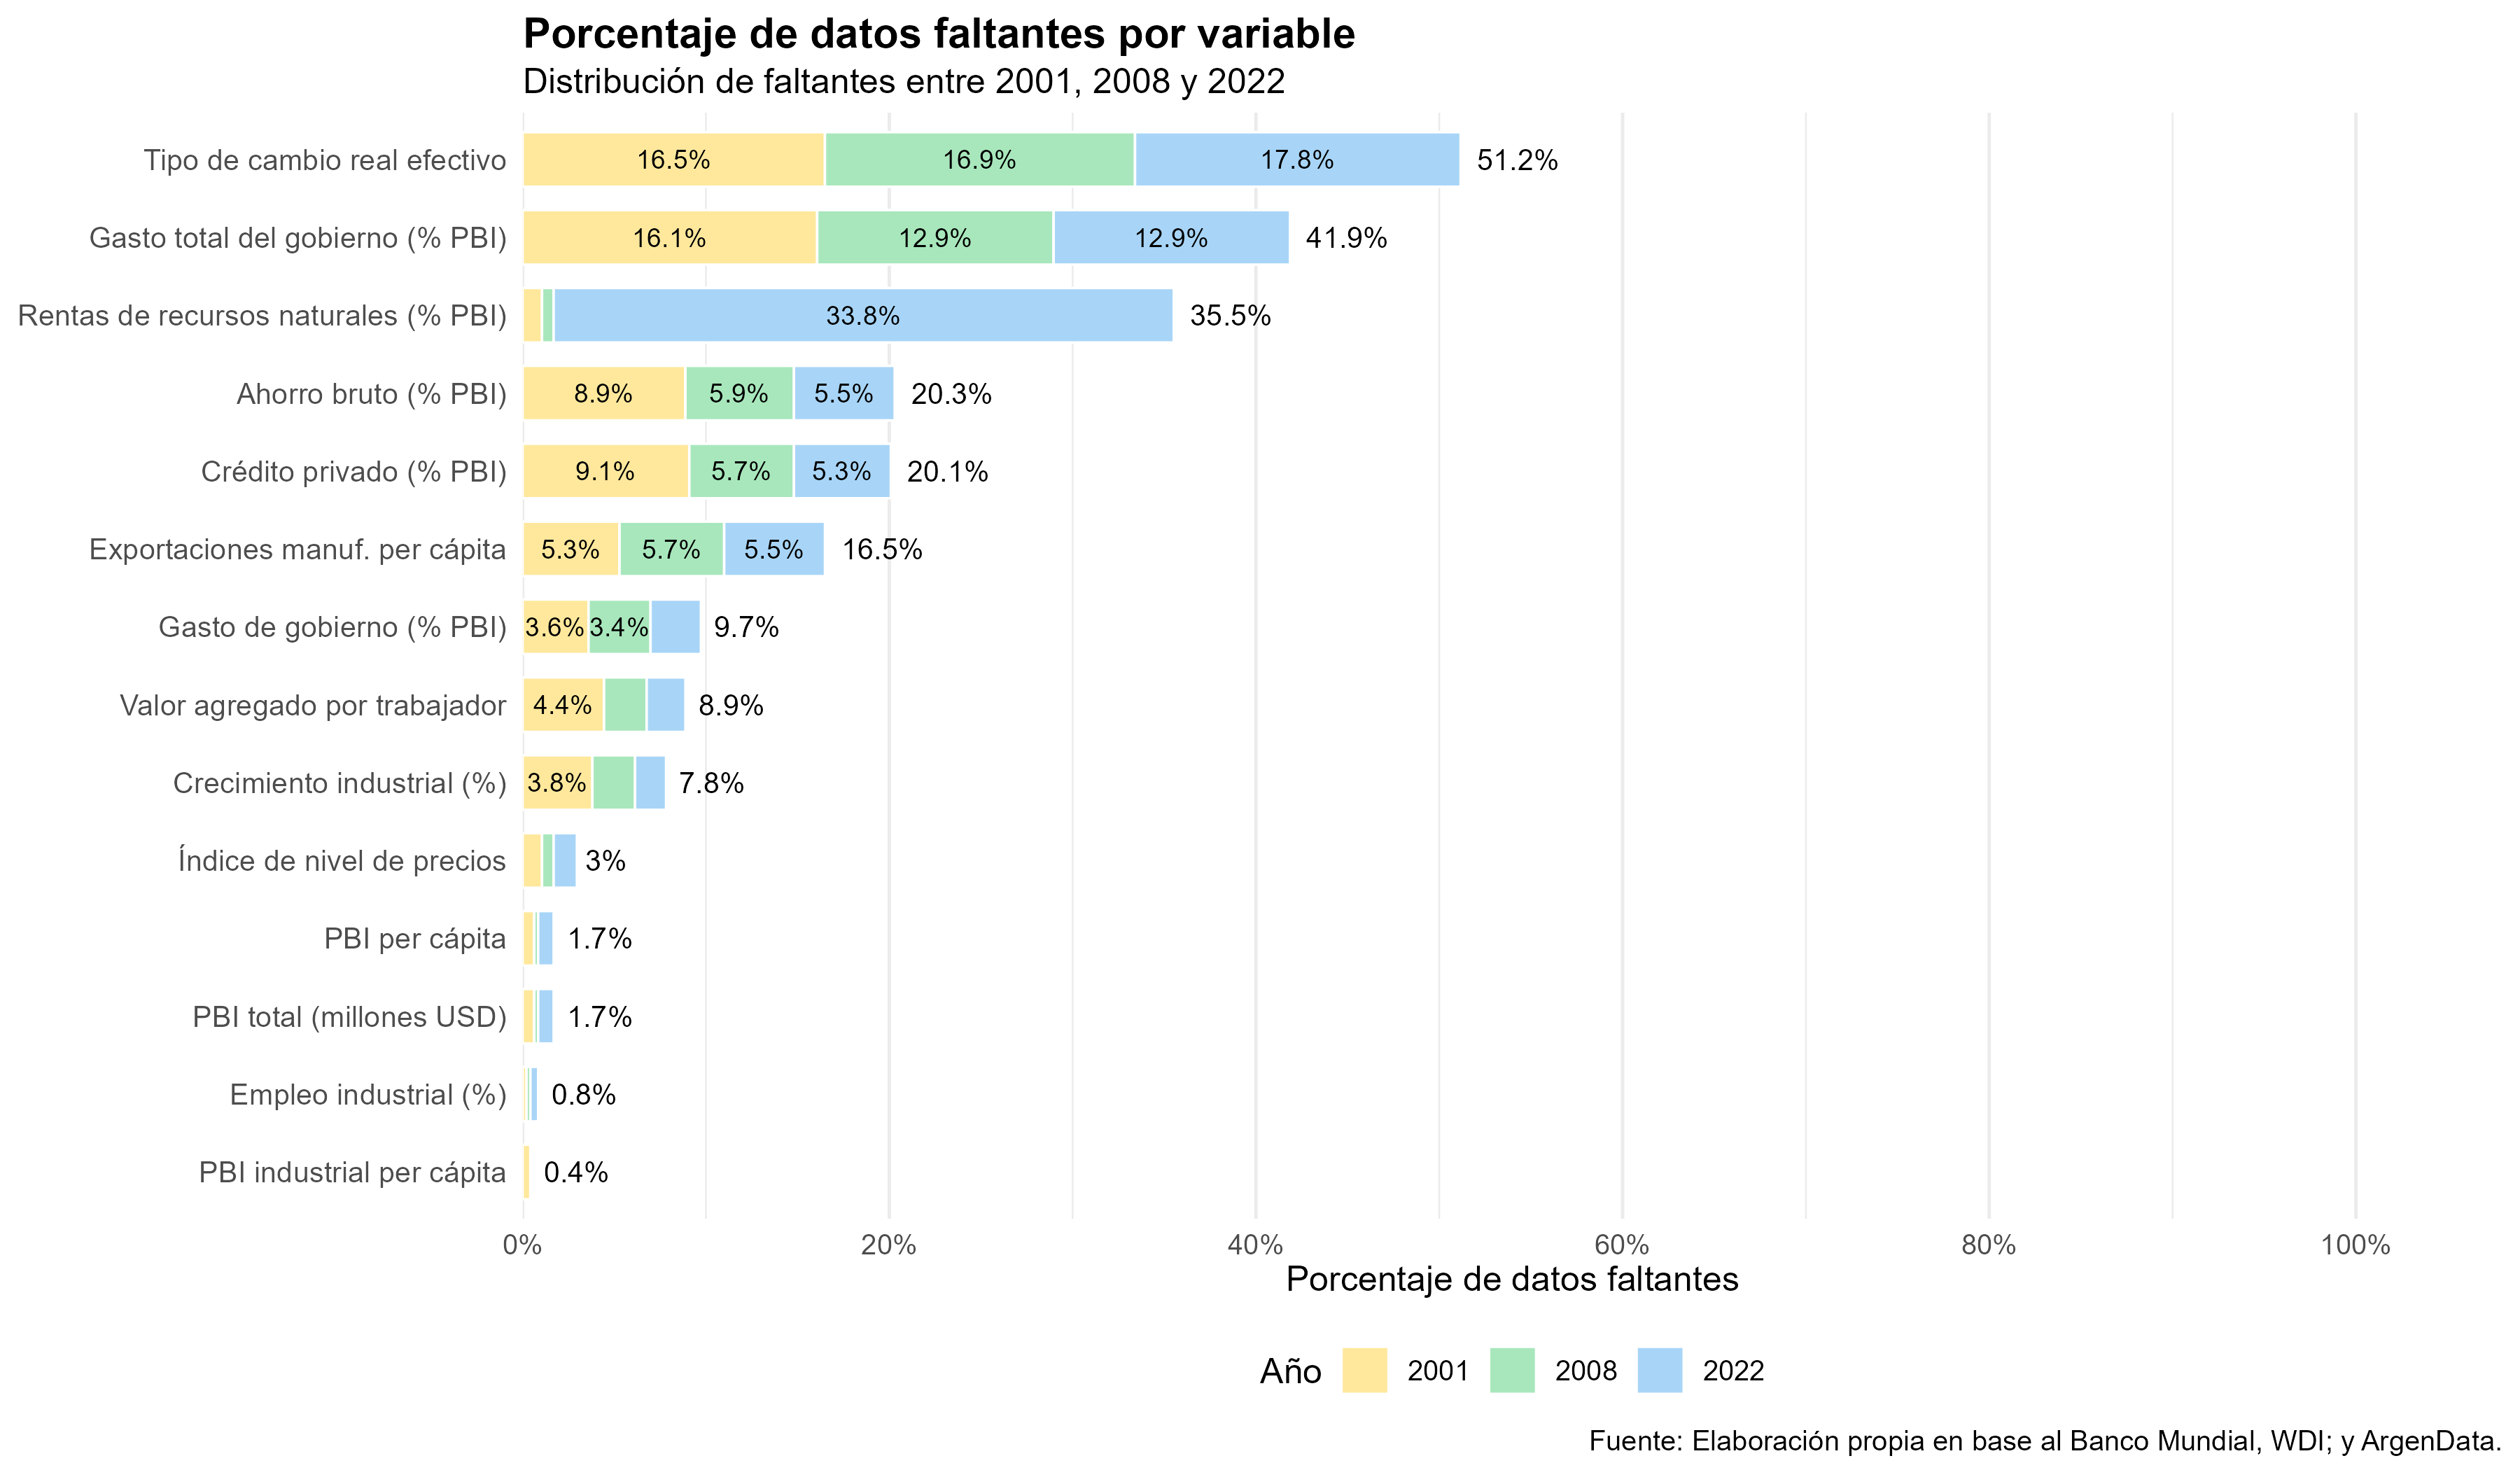 Porcentaje de datos faltantes por variable
Distribución de faltantes entre 2001, 2008 y 2022
Tipo de cambio real efectivo 16.5% 16.9% 17.8% 51.2%
Gasto total del gobierno (% PBI) 16.1% 12.9% 12.9% 41.9%
Rentas de recursos naturales (% PBI) 33.8% 35.5%
Ahorro bruto (% PBI) 8.9% 5.9% 5.5% 20.3%
Crédito privado (% PBI) 9.1% 5.7% 5.3% 20.1%
Exportaciones manuf. per cápita 5.3% 5.7% 5.5% 16.5%
Gasto de gobierno (% PBI) 3.6% 3.4% 9.7%
Valor agregado por trabajador 4.4% 8.9%
Crecimiento industrial (%) 3.8% 7.8%
Índice de nivel de precios 3%
PBI per cápita 1.7%
PBI total (millones USD) 1.7%
Empleo industrial (%) 0.8%
PBI industrial per cápita 0.4%
0% 20% 40% 60% 80% 100%
Porcentaje de datos faltantes
Año 2001 2008 2022
Fuente: Elaboración propia en base al Banco Mundial, WDI; y ArgenData.